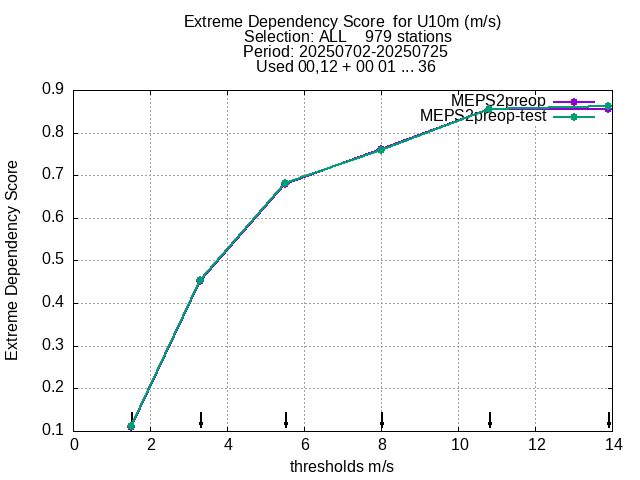 Extreme Dependency Score  for U10m (m/s)
Selection: ALL    979 stations
Period: 20250702-20250725
Used 00,12 + 00 01 ... 36
MEPS2preop
MEPS2preop-test
Extreme Dependency Score
0.9
0.8
0.7
0.6
0.5
0.4
0.3
0.2
0.1
0 2 4 6 8 10 12 14
thresholds m/s